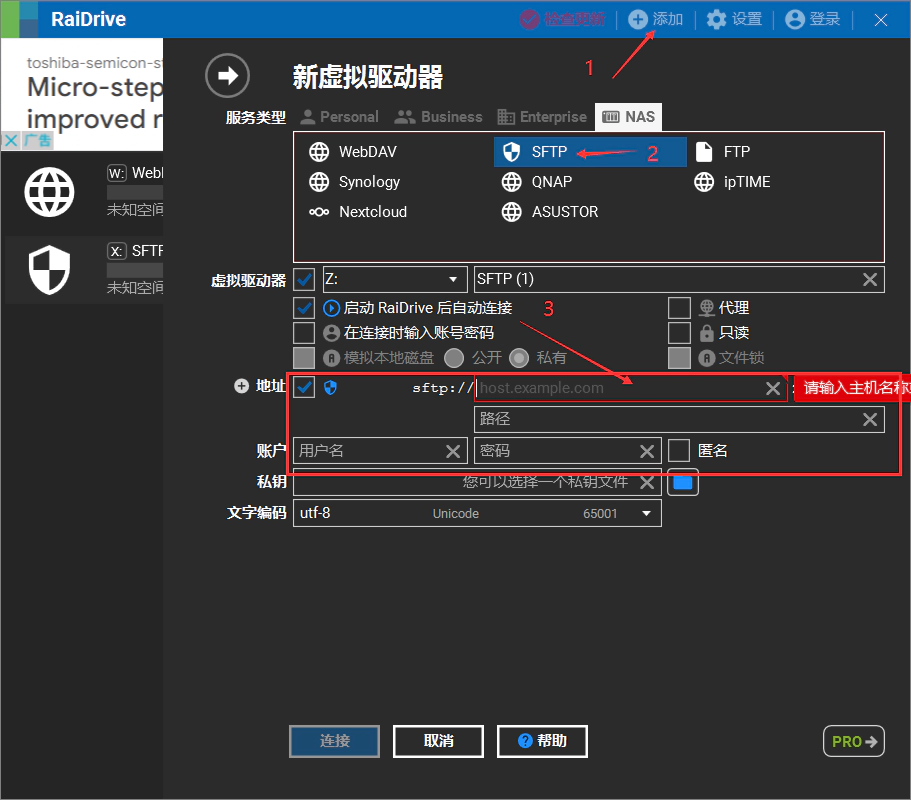 RaiDrive 检查更新 添加 设置 登录
1
toshiba-semicon-st
Micro-step
improved r
广告
新虚拟驱动器
服务类型 Personal Business Enterprise NAS
WebDAV SFTP 2 FTP
Synology QNAP ipTIME
Nextcloud ASUSTOR
W: Webl
未知空间
X: SFTP
未知空间
虚拟驱动器 Z: SFTP (1)
启动 RaiDrive 后自动连接 3 代理
在连接时输入账号密码 只读
模拟本地磁盘 公开 私有 文件锁
地址 sftp:// host.example.com : 请输入主机名称
路径
账户 用户名 密码 匿名
私钥 您可以选择一个私钥文件
文字编码 utf-8 Unicode 65001
连接 取消 帮助 PRO